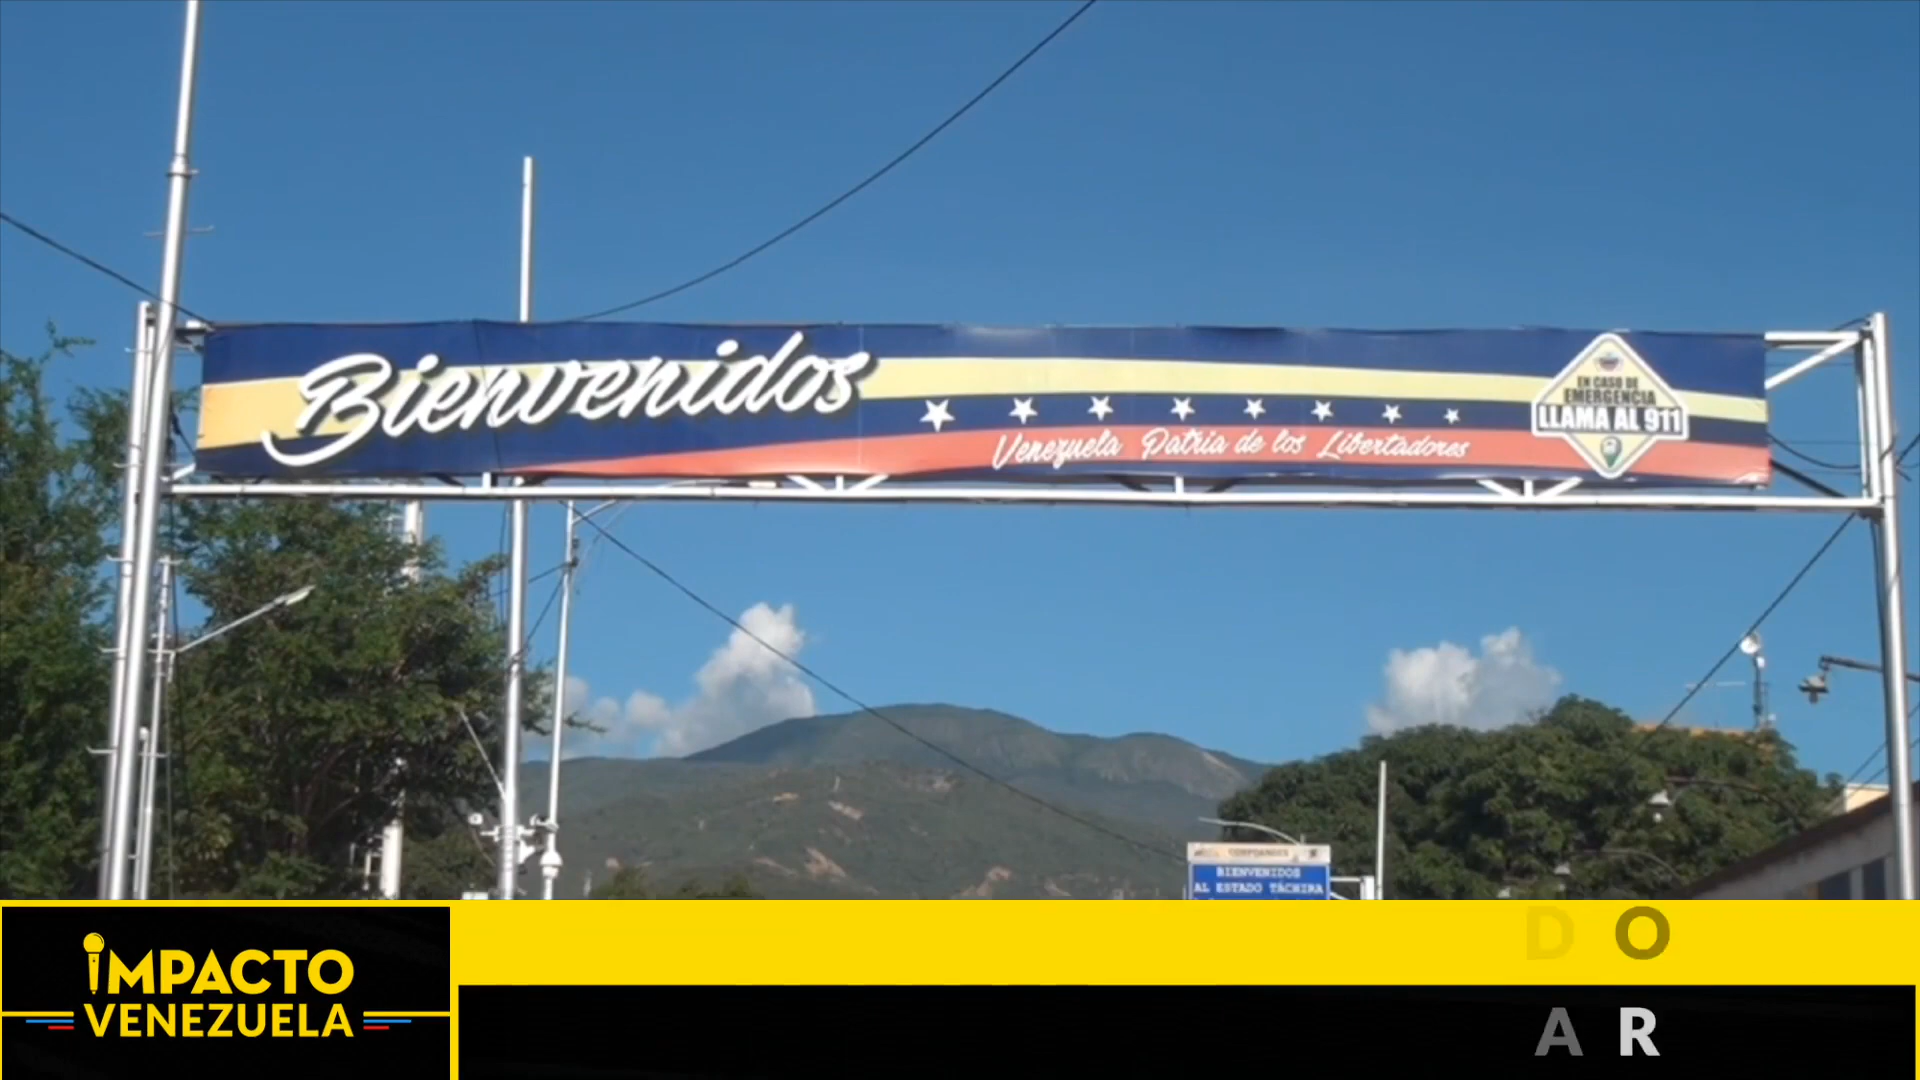 Bienvenidos
Venezuela Patria de los Libertadores
EN CASO DE
EMERGENCIA
LLAMA AL 911
CORPOANDES
BIENVENIDOS
AL ESTADO TÁCHIRA
D O
IMPACTO
VENEZUELA
A R